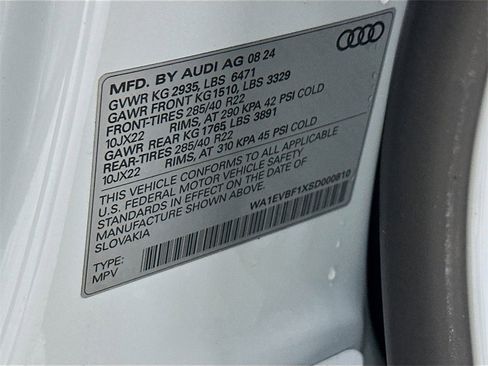 MFD. BY AUDI AG 08 24
GVWR KG 2935, LBS 6471
GAWR FRONT KG1510, LBS 3329
FRONT-TIRES 285/40 R22
10JX22 RIMS, AT 290 KPA 42 PSI COLD
GAWR REAR KG 1765 LBS 3891
REAR-TIRES 285/40 R22
10JX22 RIMS, AT 310 KPA 45 PSI COLD
THIS VEHICLE CONFORMS TO ALL APPLICABLE
U.S. FEDERAL MOTOR VEHICLE SAFETY
STANDARDS IN EFFECT ON THE DATE OF
MANUFACTURE SHOWN ABOVE.
SLOVAKIA
WA1EVBF1XSD000810
TYPE:
MPV